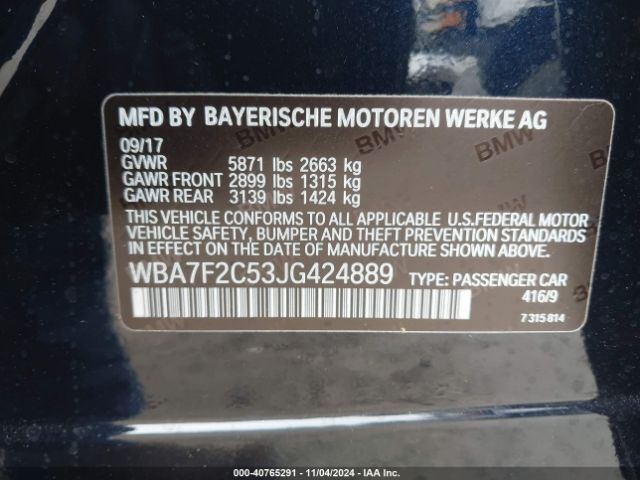 MFD BY BAYERISCHE MOTOREN WERKE AG
09/17
GVWR 5871 lbs 2663 kg
GAWR FRONT 2899 lbs 1315 kg
GAWR REAR 3139 lbs 1424 kg
THIS VEHICLE CONFORMS TO ALL APPLICABLE U.S.FEDERAL MOTOR
VEHICLE SAFETY, BUMPER AND THEFT PREVENTION STANDARDS
IN EFFECT ON THE DATE OF MANUFACTURE SHOWN ABOVE.
WBA7F2C53JG424889 TYPE: PASSENGER CAR
416/9
7 315 814
000-40765291 - 11/04/2024 - IAA Inc.